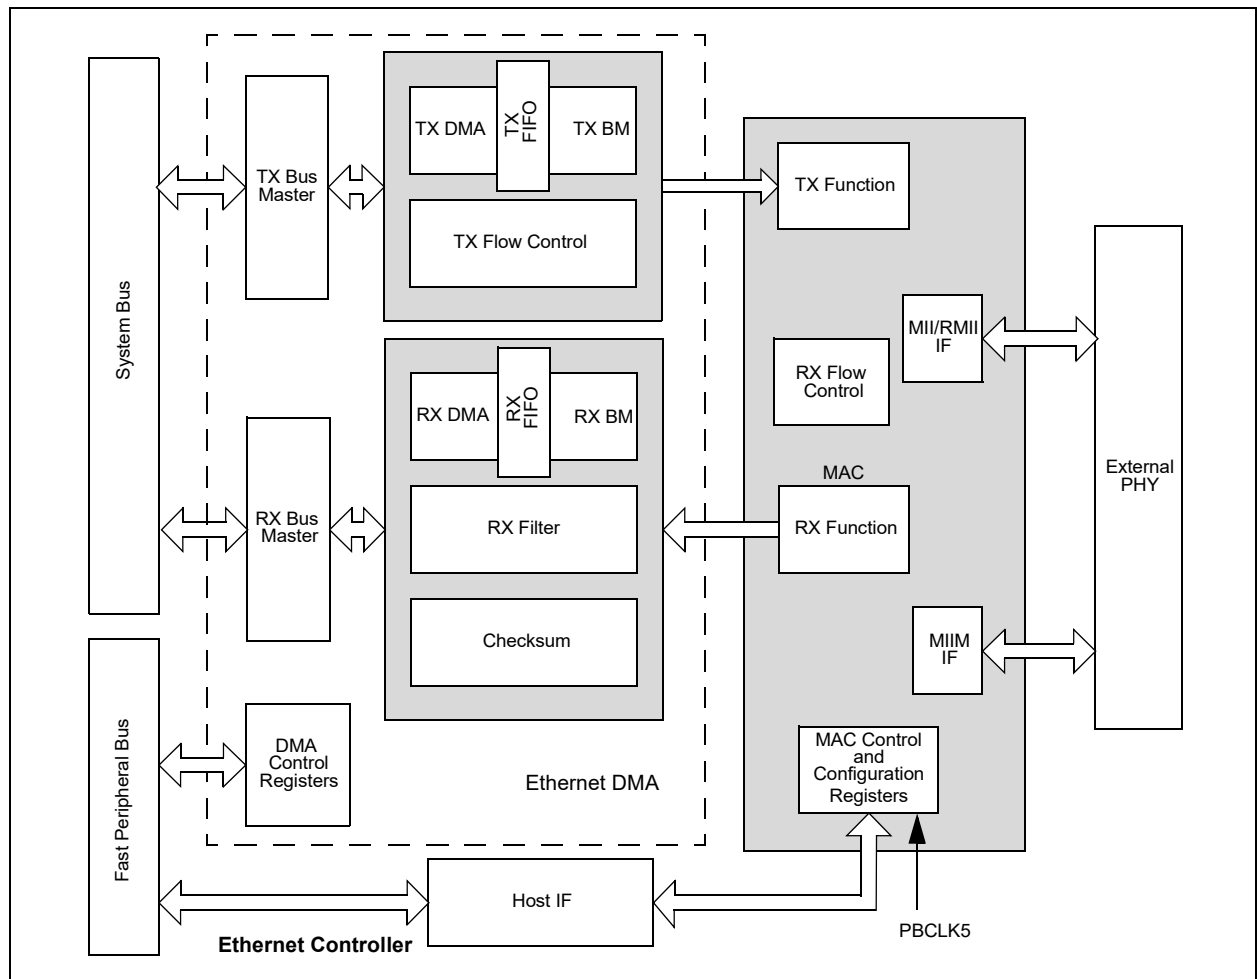 System Bus
Fast Peripheral Bus
TX Bus
Master
TX DMA
TX
FIFO
TX BM
TX Flow Control
RX Bus
Master
RX DMA
RX
FIFO
RX BM
RX Filter
Checksum
DMA
Control
Registers
Ethernet DMA
TX Function
MII/RMII
IF
RX Flow
Control
MAC
RX Function
MIIM
IF
MAC Control
and
Configuration
Registers
External
PHY
Host IF
PBCLK5
Ethernet Controller